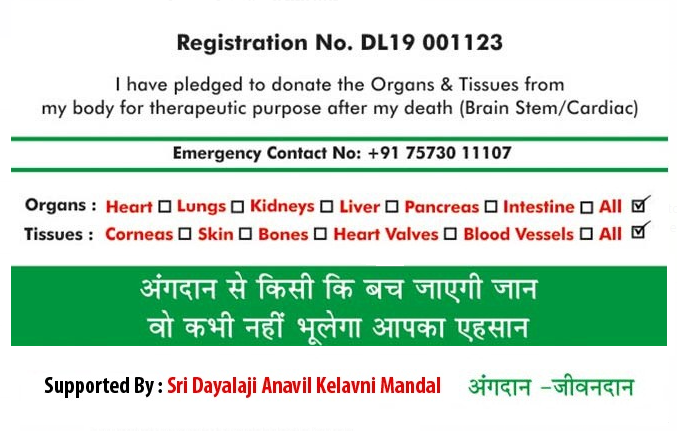 Registration No. DL19 001123
I have pledged to donate the Organs & Tissues from
my body for therapeutic purpose after my death (Brain Stem/Cardiac)
Emergency Contact No: +91 75730 11107
Organs : Heart ☐ Lungs ☐ Kidneys ☐ Liver ☐ Pancreas ☐ Intestine ☐ All ☑
Tissues : Corneas ☐ Skin ☐ Bones ☐ Heart Valves ☐ Blood Vessels ☐ All ☑
अंगदान से किसी कि बच जाएगी जान
वो कभी नहीं भूलेगा आपका एहसान
Supported By : Sri Dayalaji Anavil Kelavni Mandal अंगदान -जीवनदान